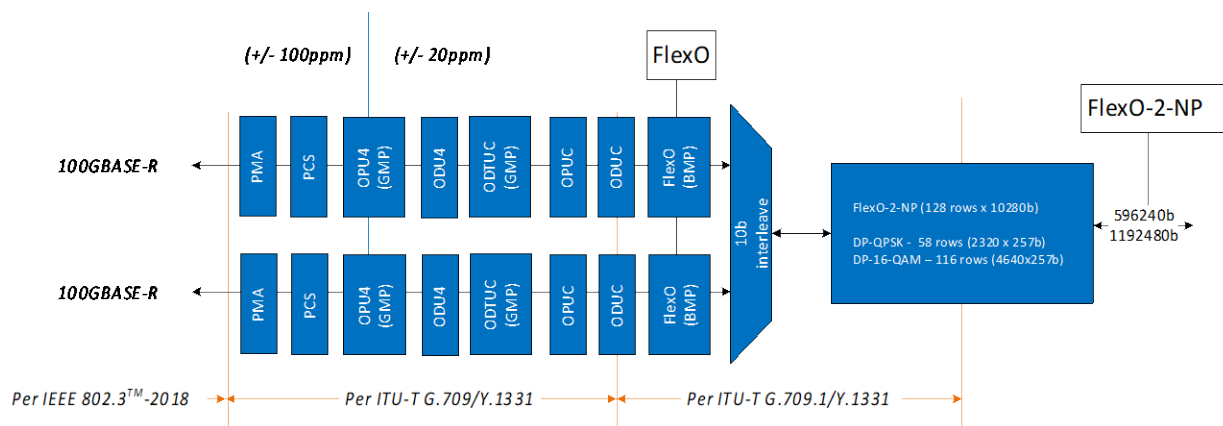 (+/- 100ppm)
(+/- 20ppm)
FlexO
FlexO-2-NP
100GBASE-R
PMA
PCS
OPU4
(GMP)
ODU4
ODTUC
(GMP)
OPUC
ODUC
FlexO
(BMP)
10b
interleave
FlexO-2-NP (128 rows x 10280b)
DP-QPSK - 58 rows (2320 x 257b)
DP-16-QAM – 116 rows (4640x257b)
596240b
1192480b
100GBASE-R
PMA
PCS
OPU4
(GMP)
ODU4
ODTUC
(GMP)
OPUC
ODUC
FlexO
(BMP)
Per IEEE 802.3TM-2018
Per ITU-T G.709/Y.1331
Per ITU-T G.709.1/Y.1331